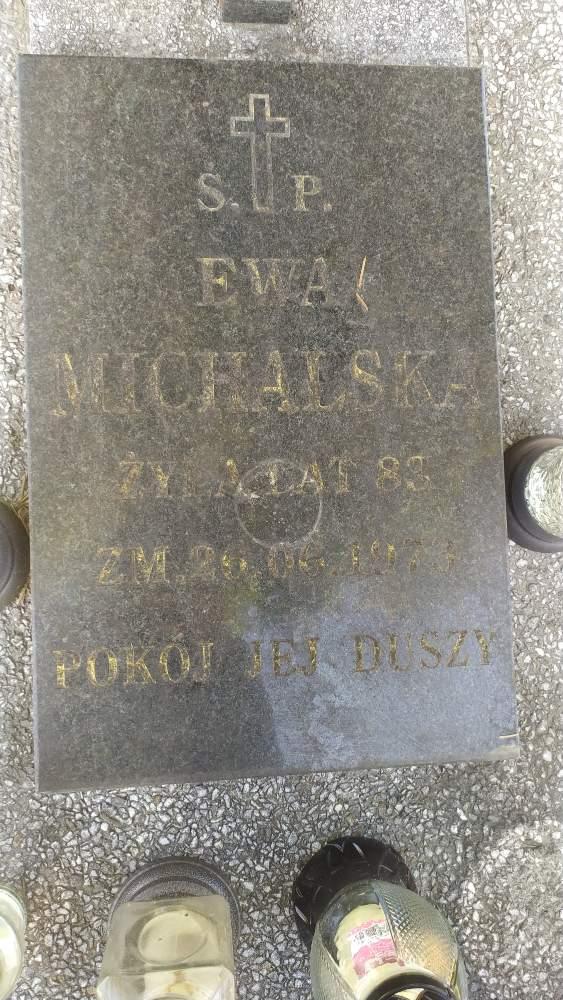 Ś. P.
EWA
MICHALSKA
ŻYŁA LAT 83
ZM. 26.06.1973
POKÓJ JEJ DUSZY